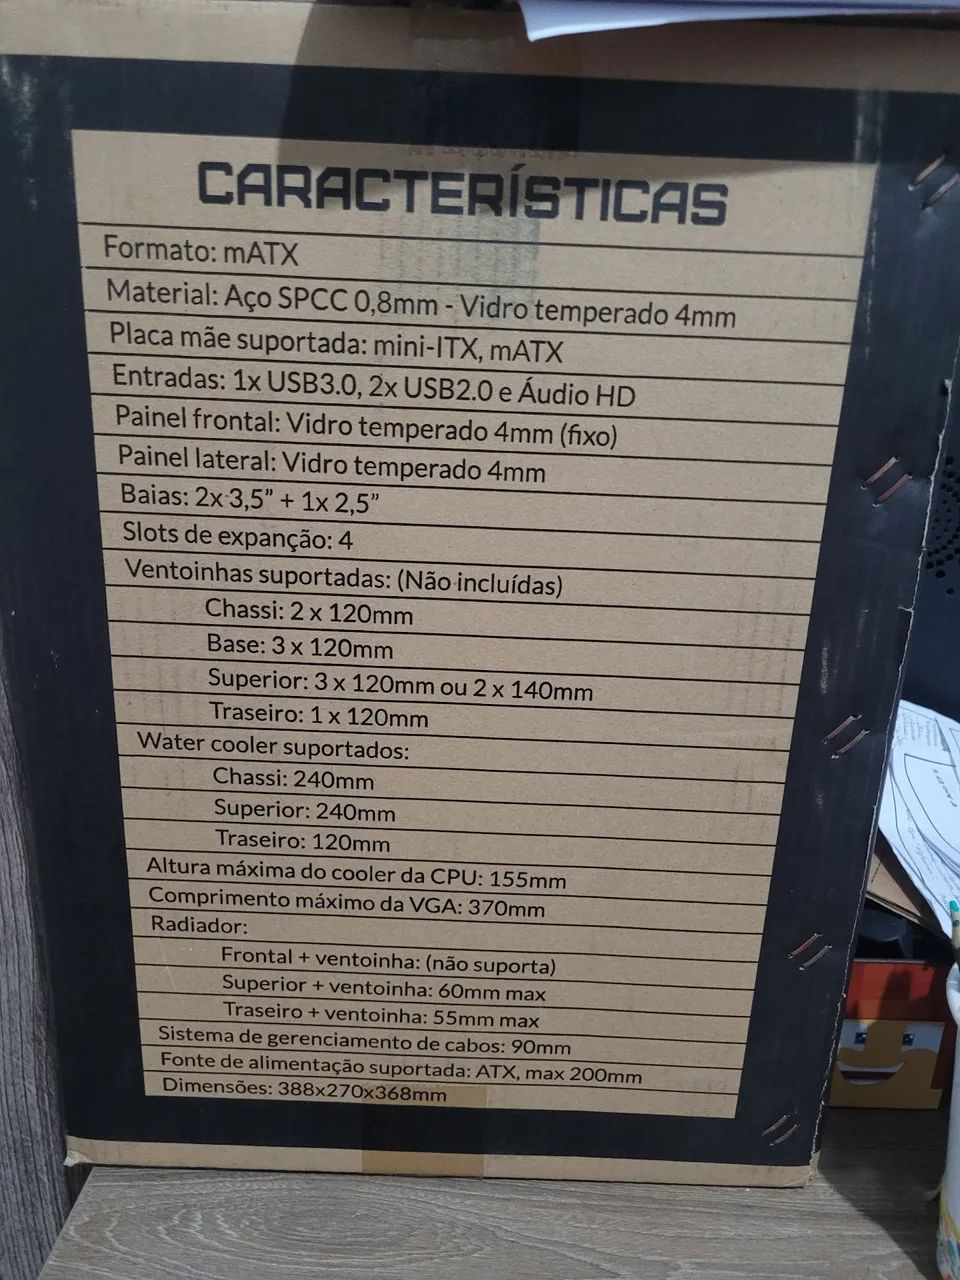 CARACTERÍSTICAS
Formato: mATX
Material: Aço SPCC 0,8mm - Vidro temperado 4mm
Placa mãe suportada: mini-ITX, mATX
Entradas: 1x USB3.0, 2x USB2.0 e Áudio HD
Painel frontal: Vidro temperado 4mm (fixo)
Painel lateral: Vidro temperado 4mm
Baias: 2x 3,5” + 1x 2,5”
Slots de expanção: 4
Ventoinhas suportadas: (Não incluídas)
Chassi: 2 x 120mm
Base: 3 x 120mm
Superior: 3 x 120mm ou 2 x 140mm
Traseiro: 1 x 120mm
Water cooler suportados:
Chassi: 240mm
Superior: 240mm
Traseiro: 120mm
Altura máxima do cooler da CPU: 155mm
Comprimento máximo da VGA: 370mm
Radiador:
Frontal + ventoinha: (não suporta)
Superior + ventoinha: 60mm max
Traseiro + ventoinha: 55mm max
Sistema de gerenciamento de cabos: 90mm
Fonte de alimentação suportada: ATX, max 200mm
Dimensões: 388x270x368mm